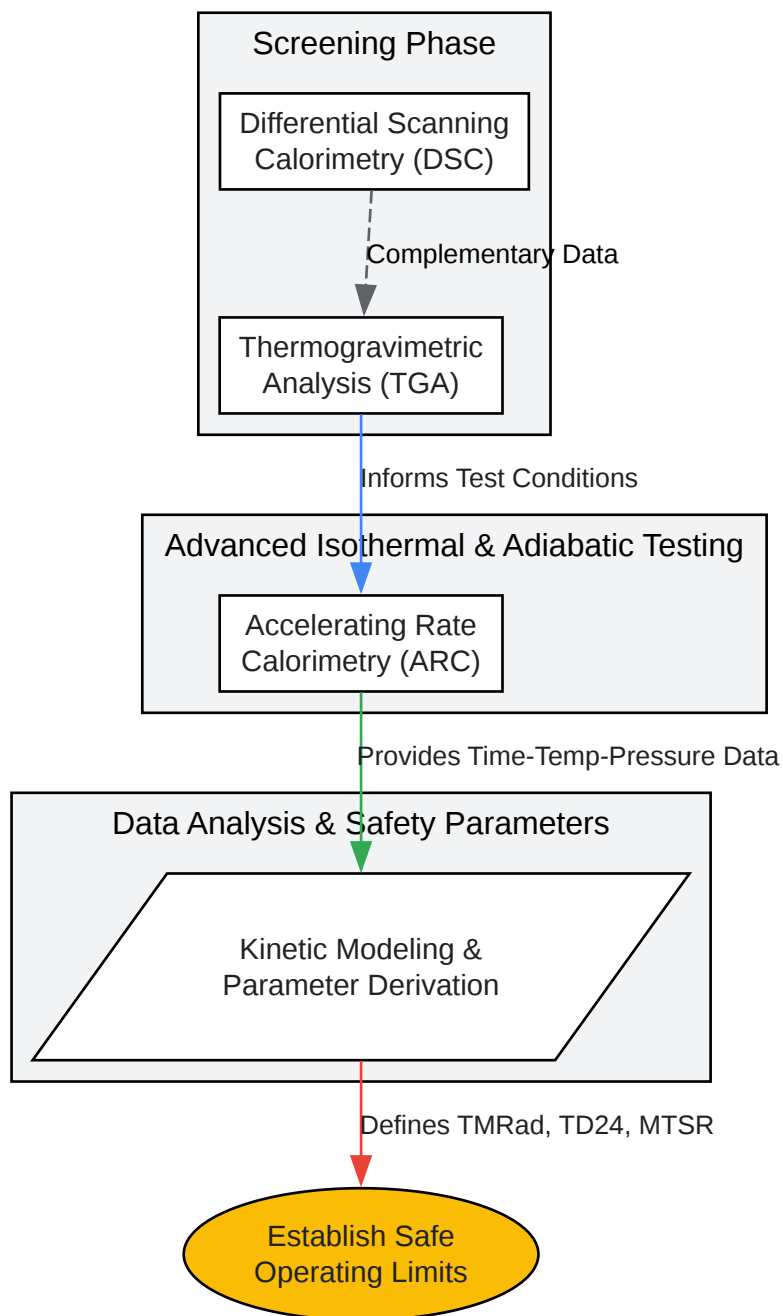 Screening Phase
Differential Scanning
Calorimetry (DSC)
Complementary Data
Thermogravimetric
Analysis (TGA)
Informs Test Conditions
Advanced Isothermal & Adiabatic Testing
Accelerating Rate
Calorimetry (ARC)
Provides Time-Temp-Pressure Data
Data Analysis & Safety Parameters
Kinetic Modeling &
Parameter Derivation
Defines TMRad, TD24, MTSR
Establish Safe
Operating Limits